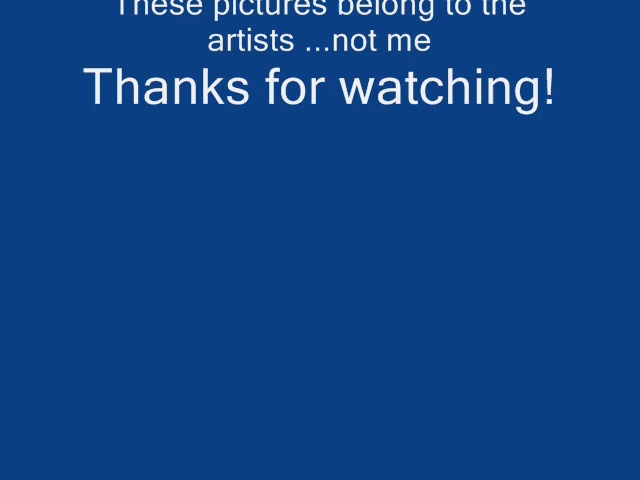 These pictures belong to the
artists ...not me
Thanks for watching!